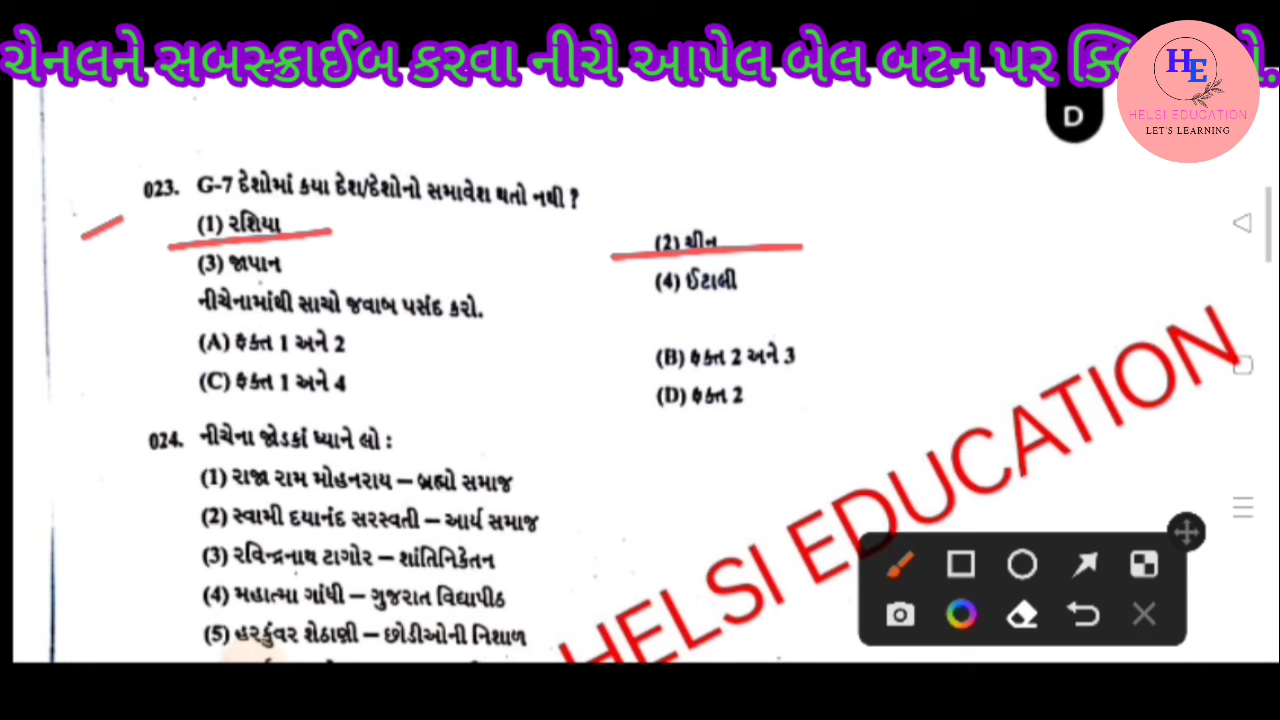 ચેનલને સબસ્ક્રાઈબ કરવા નીચે આપેલ બેલ બટન પર
HE
HELSI EDUCATION
LET'S LEARNING
D
023. G-7 દેશોમાં કયા દેશ/દેશોનો સમાવેશ થતો નથી ?
(1) રશિયા
(2) ચીન
(3) જાપાન
(4) ઈટાલી
નીચેનામાંથી સાચો જવાબ પસંદ કરો.
(A) ફક્ત 1 અને 2
(B) ફક્ત 2 અને 3
(C) ફક્ત 1 અને 4
(D) ફક્ત 2
024. નીચેના જોડકાં ધ્યાને લો :
(1) રાજા રામ મોહનરાય – બ્રહ્મો સમાજ
(2) સ્વામી દયાનંદ સરસ્વતી – આર્ય સમાજ
(3) રવિન્દ્રનાથ ટાગોર – શાંતિનિકેતન
(4) મહાત્મા ગાંધી – ગુજરાત વિદ્યાપીઠ
(5) હરકુંવર શેઠાણી – છોડીઓની નિશાળ
HELSI EDUCATION